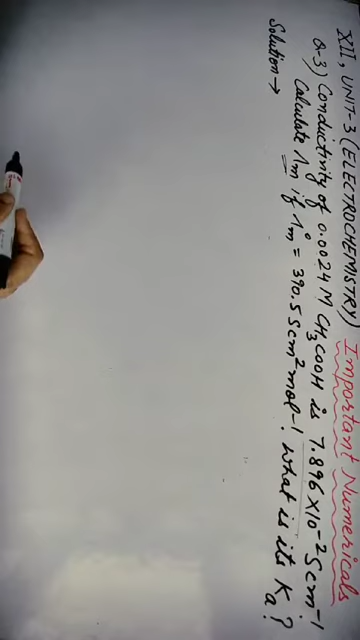 XII, UNIT-3 (ELECTROCHEMISTRY) Important Numericals
Q-3) Conductivity of 0.0024 M CH3COOH is 7.896×10⁻² S cm⁻¹
Calculate Λm if Λ°m = 390.5 S cm² mol⁻¹. What is its Ka?
Solution →